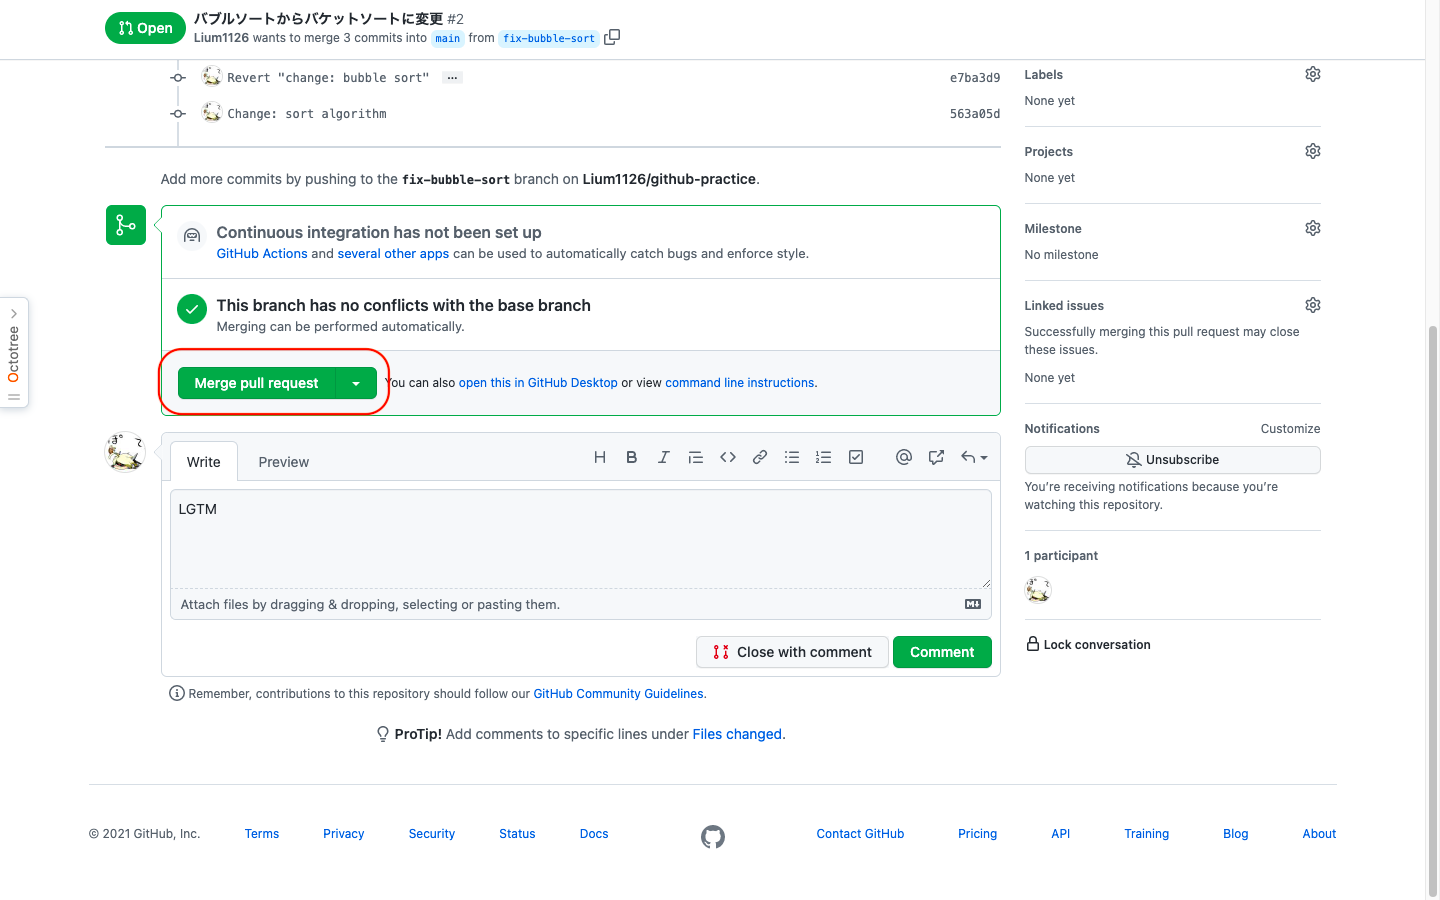 Open
バブルソートからバケットソートに変更 #2
Lium1126 wants to merge 3 commits into main from fix-bubble-sort
Revert "change: bubble sort" ... e7ba3d9
Change: sort algorithm 563a05d
Add more commits by pushing to the fix-bubble-sort branch on Lium1126/github-practice.
Continuous integration has not been set up
GitHub Actions and several other apps can be used to automatically catch bugs and enforce style.
This branch has no conflicts with the base branch
Merging can be performed automatically.
Merge pull request
You can also open this in GitHub Desktop or view command line instructions.
Write Preview
LGTM
Attach files by dragging & dropping, selecting or pasting them.
Close with comment Comment
Remember, contributions to this repository should follow our GitHub Community Guidelines.
ProTip! Add comments to specific lines under Files changed.
Labels
None yet
Projects
None yet
Milestone
No milestone
Linked issues
Successfully merging this pull request may close
these issues.
None yet
Notifications Customize
Unsubscribe
You're receiving notifications because you're
watching this repository.
1 participant
Lock conversation
Octotree
© 2021 GitHub, Inc. Terms Privacy Security Status Docs Contact GitHub Pricing API Training Blog About